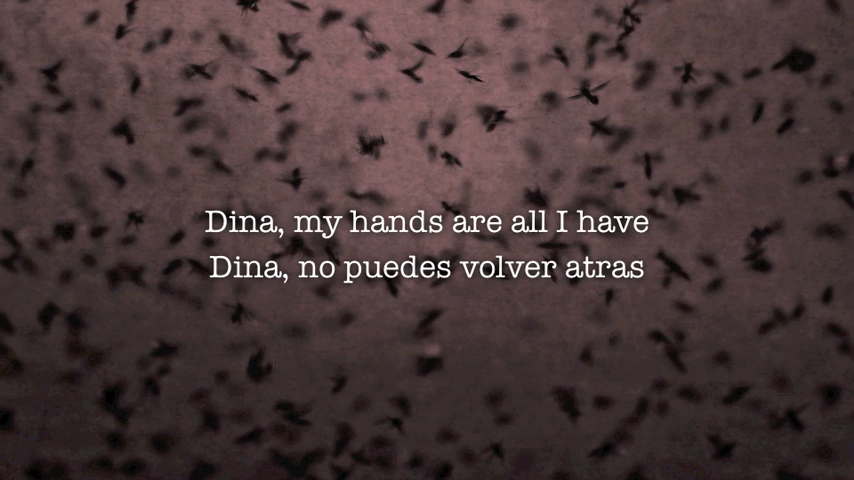 Dina, my hands are all I have
Dina, no puedes volver atras